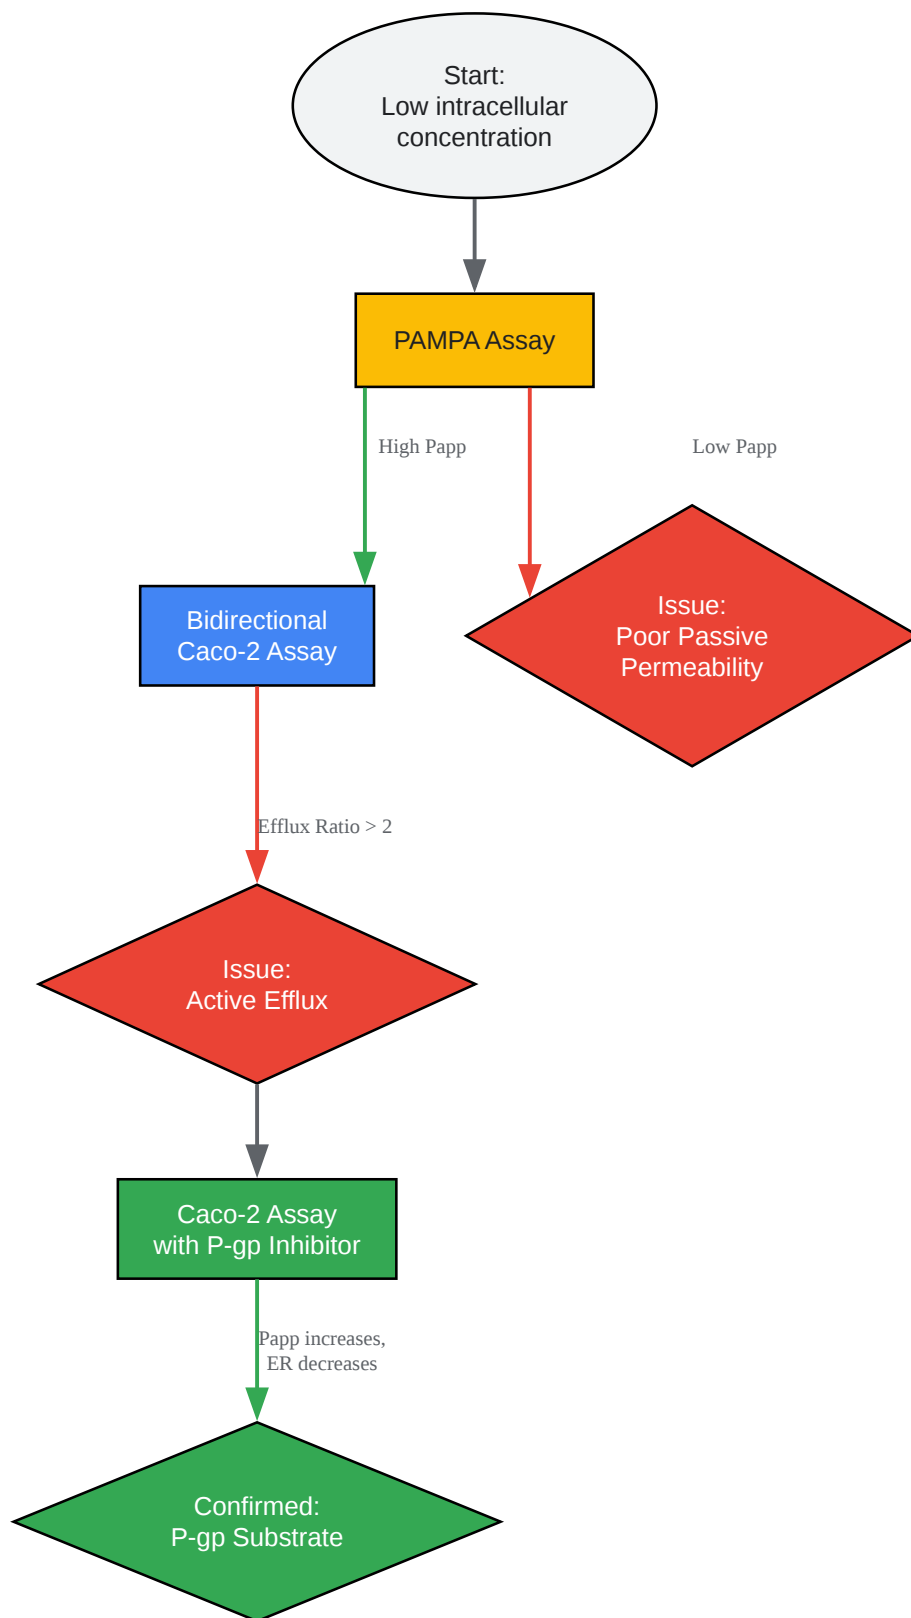 Start:
Low intracellular
concentration
PAMPA Assay
High Papp
Low Papp
Bidirectional
Caco-2 Assay
Issue:
Poor Passive
Permeability
Efflux Ratio > 2
Issue:
Active Efflux
Caco-2 Assay
with P-gp Inhibitor
Papp increases,
ER decreases
Confirmed:
P-gp Substrate